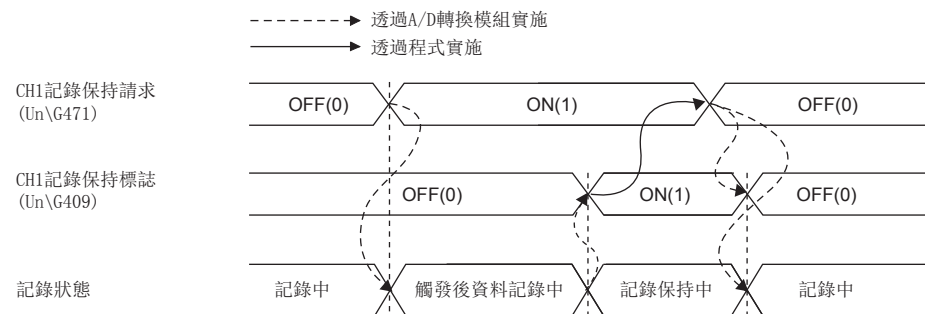 透過A/D轉換模組實施
透過程式實施
CH1記錄保持請求
(Un\G471)
OFF(0)
ON(1)
OFF(0)
CH1記錄保持標誌
(Un\G409)
OFF(0)
ON(1)
OFF(0)
記錄狀態
記錄中
觸發後資料記錄中
記錄保持中
記錄中